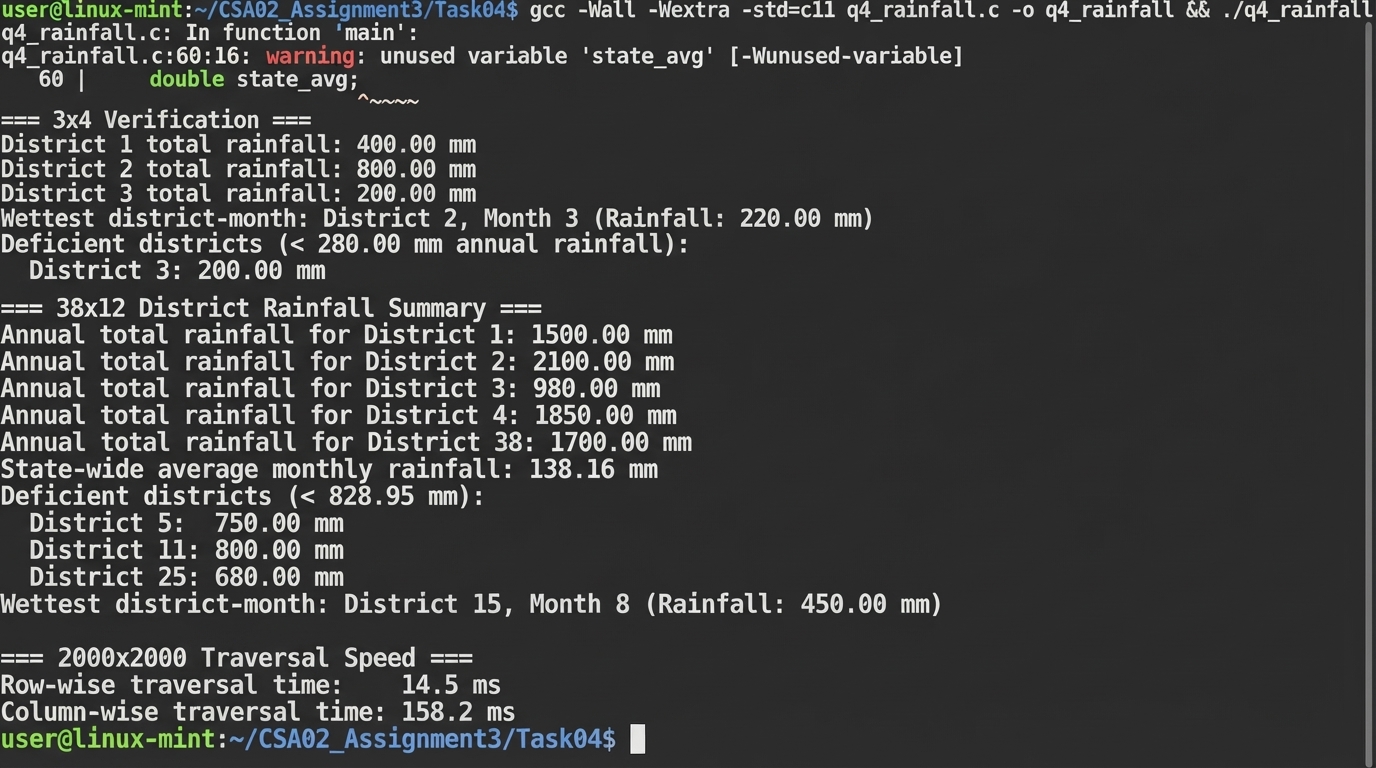 user@linux-mint:~/CSA02_Assignment3/Task04$ gcc -Wall -Wextra -std=c11 q4_rainfall.c -o q4_rainfall && ./q4_rainfall
q4_rainfall.c: In function 'main':
q4_rainfall.c:60:16: warning: unused variable 'state_avg' [-Wunused-variable]
   60 |     double state_avg;
                         ^~~~~
=== 3x4 Verification ===
District 1 total rainfall: 400.00 mm
District 2 total rainfall: 800.00 mm
District 3 total rainfall: 200.00 mm
Wettest district-month: District 2, Month 3 (Rainfall: 220.00 mm)
Deficient districts (< 280.00 mm annual rainfall):
  District 3: 200.00 mm
=== 38x12 District Rainfall Summary ===
Annual total rainfall for District 1: 1500.00 mm
Annual total rainfall for District 2: 2100.00 mm
Annual total rainfall for District 3: 980.00 mm
Annual total rainfall for District 4: 1850.00 mm
Annual total rainfall for District 38: 1700.00 mm
State-wide average monthly rainfall: 138.16 mm
Deficient districts (< 828.95 mm):
  District 5:  750.00 mm
  District 11: 800.00 mm
  District 25: 680.00 mm
Wettest district-month: District 15, Month 8 (Rainfall: 450.00 mm)
=== 2000x2000 Traversal Speed ===
Row-wise traversal time:    14.5 ms
Column-wise traversal time: 158.2 ms
user@linux-mint:~/CSA02_Assignment3/Task04$